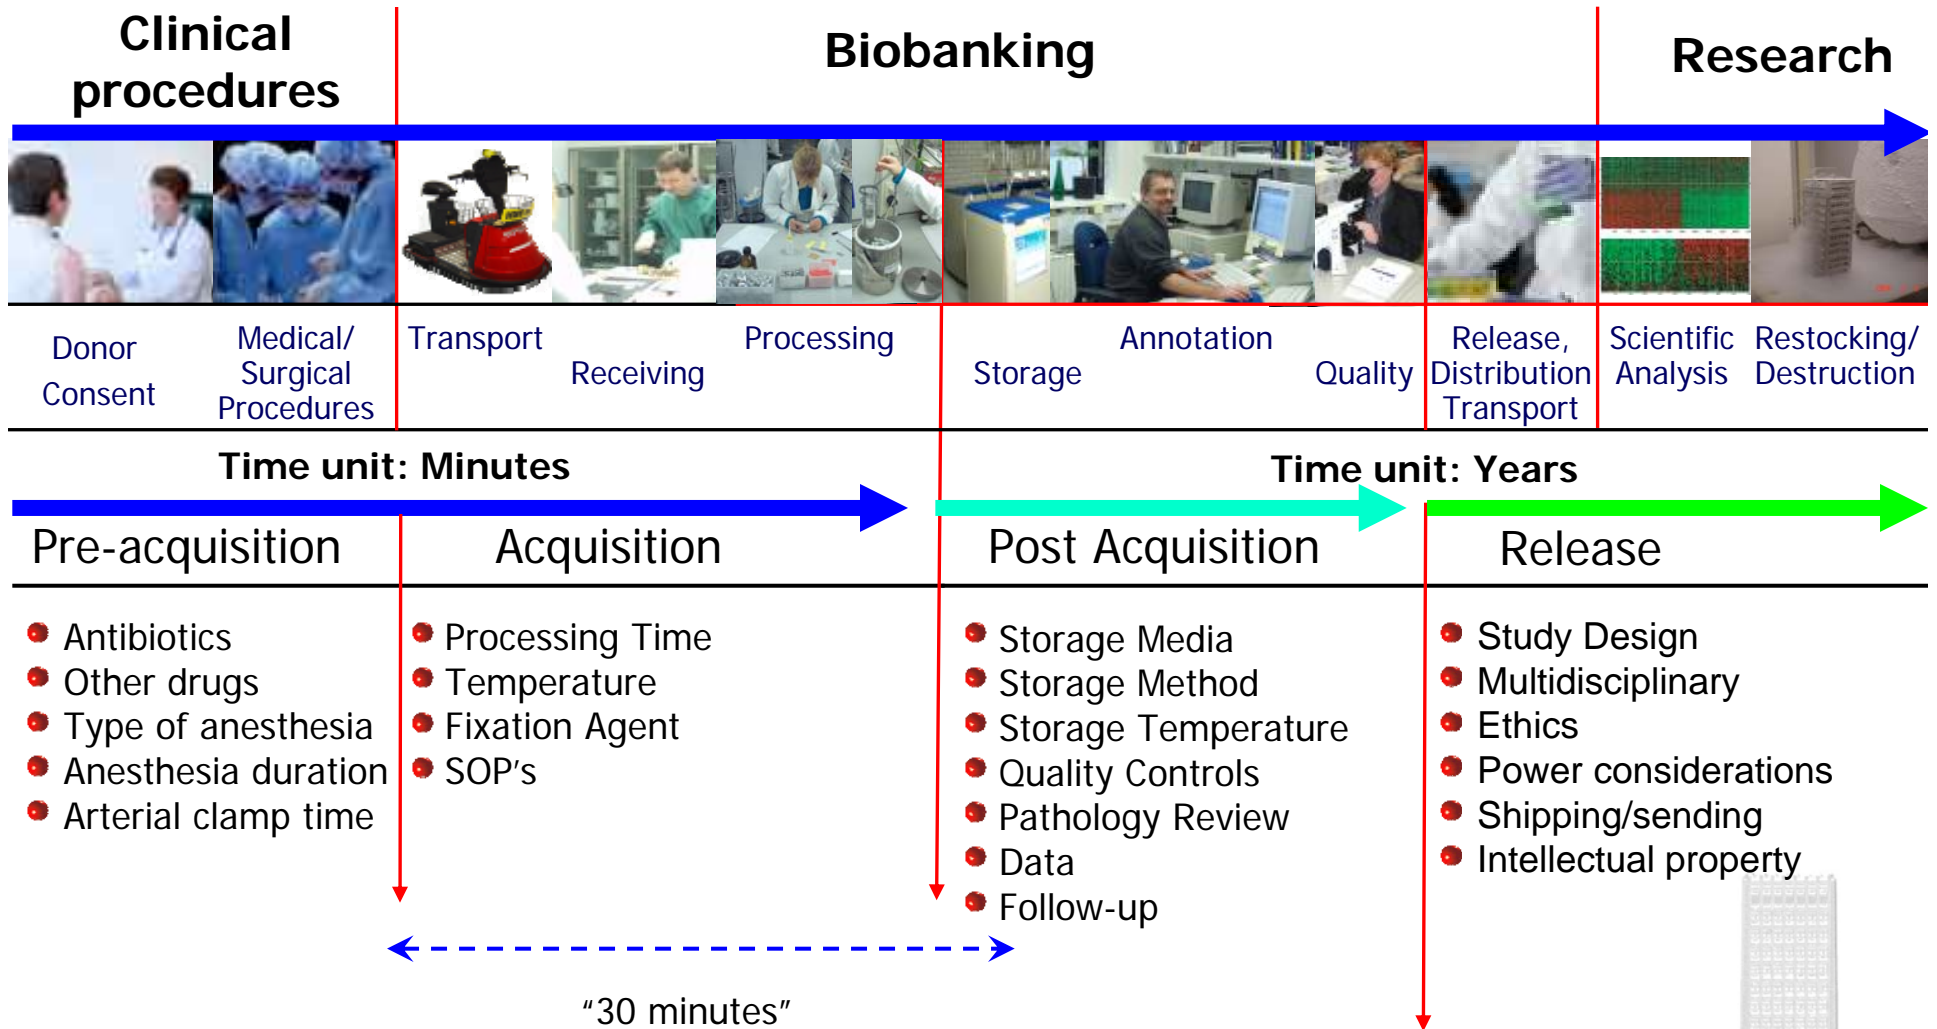 Clinical
procedures
Biobanking
Research
Donor
Consent
Medical/
Surgical
Procedures
Transport
Receiving
Processing
Storage
Annotation
Quality
Release,
Distribution
Transport
Scientific
Analysis
Restocking/
Destruction
Time unit: Minutes
Time unit: Years
Pre-acquisition
Acquisition
Post Acquisition
Release
Antibiotics
Other drugs
Type of anesthesia
Anesthesia duration
Arterial clamp time
Processing Time
Temperature
Fixation Agent
SOP's
Storage Media
Storage Method
Storage Temperature
Quality Controls
Pathology Review
Data
Follow-up
Study Design
Multidisciplinary
Ethics
Power considerations
Shipping/sending
Intellectual property
“30 minutes”